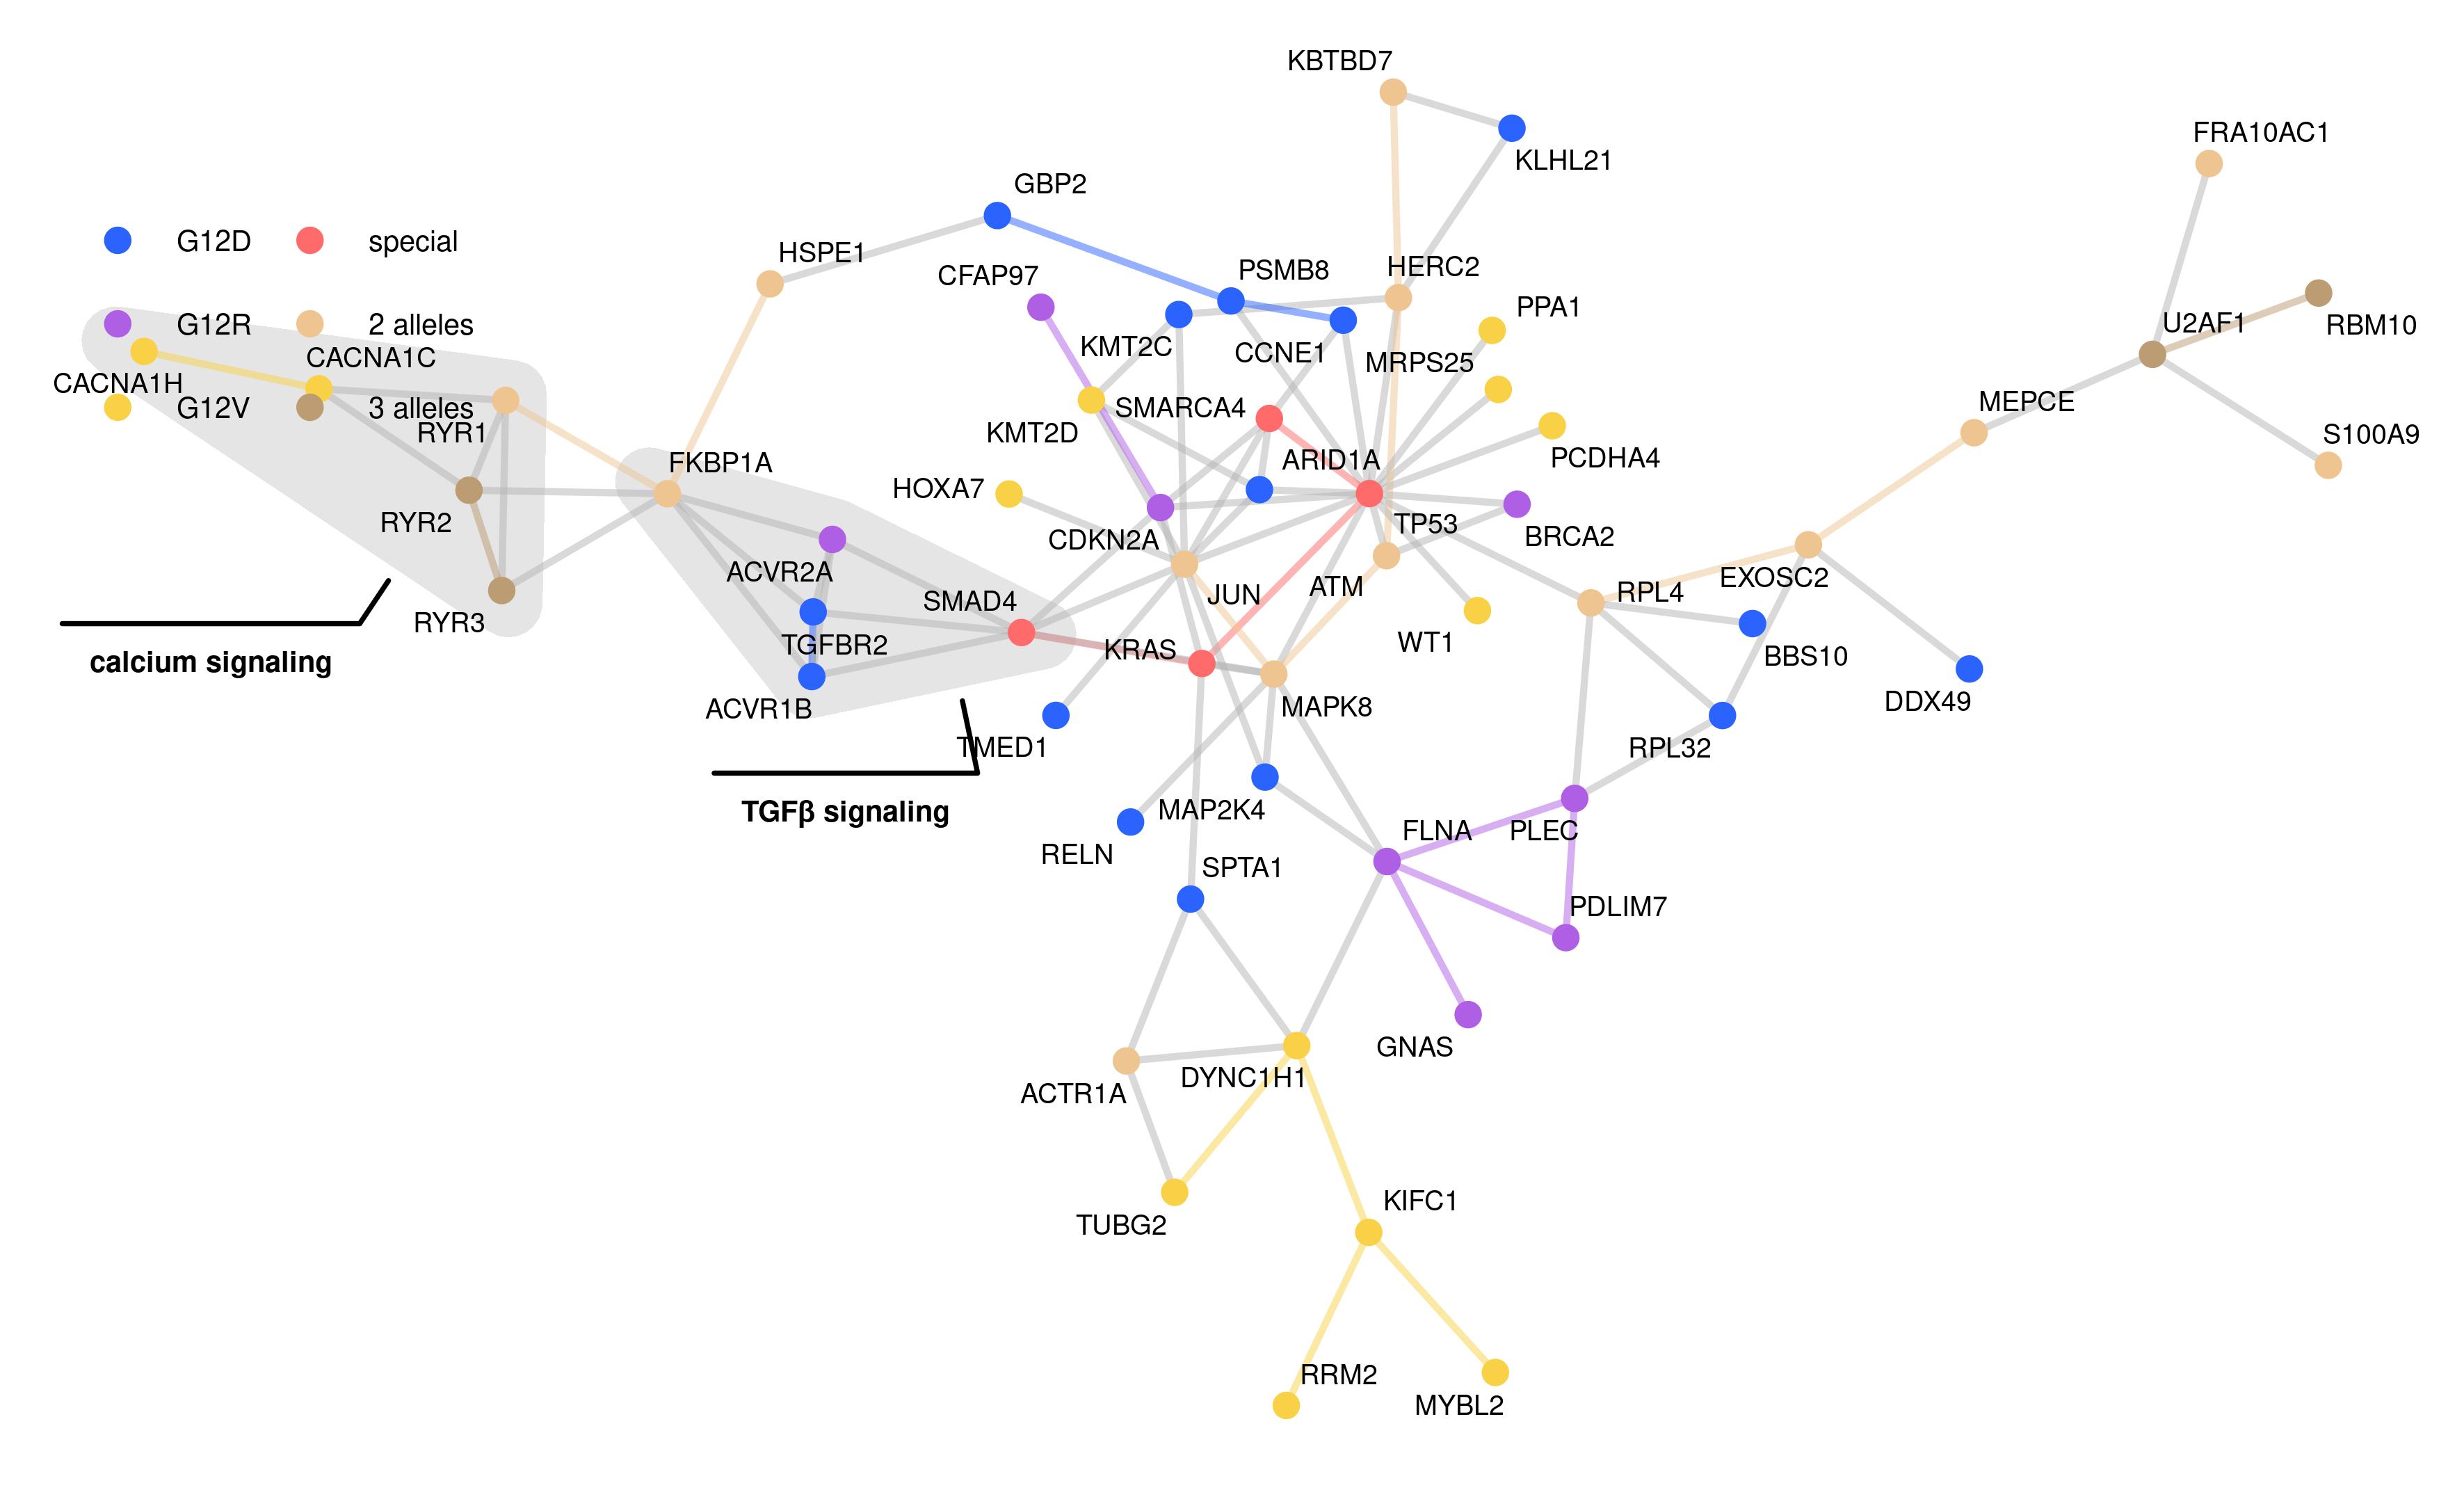 KBTBD7
FRA10AC1
KLHL21
GBP2
G12D
special
HSPE1
CFAP97
PSMB8
HERC2
PPA1
G12R
2 alleles
U2AF1
RBM10
KMT2C
CCNE1
CACNA1C
MRPS25
CACNA1H
G12V
3 alleles
SMARCA4
MEPCE
RYR1
KMT2D
S100A9
FKBP1A
ARID1A
PCDHA4
HOXA7
RYR2
TP53
CDKN2A
BRCA2
ACVR2A
EXOSC2
ATM
RPL4
JUN
SMAD4
RYR3
TGFBR2
WT1
KRAS
BBS10
calcium signaling
DDX49
ACVR1B
MAPK8
TMED1
RPL32
TGFβ signaling
MAP2K4
FLNA
PLEC
RELN
SPTA1
PDLIM7
GNAS
DYNC1H1
ACTR1A
KIFC1
TUBG2
RRM2
MYBL2